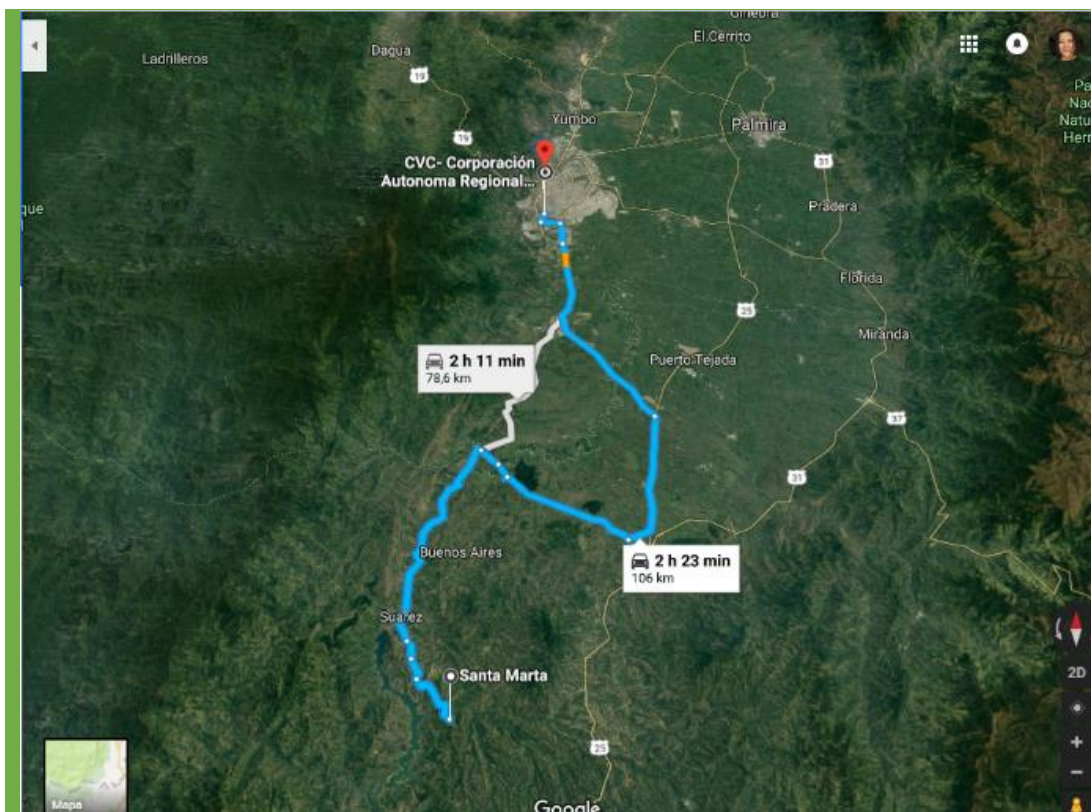 Ginebra
El Cerrito
Dagua
Ladrilleros
19
Yumbo
Palmira
19
31
CVC- Corporación
Autonoma Regional...
Pradera
Florida
25
Miranda
Puerto Tejada
2 h 11 min
78,6 km
37
31
Buenos Aires
2 h 23 min
106 km
Suarez
Santa Marta
2D
25
Mapa
Google